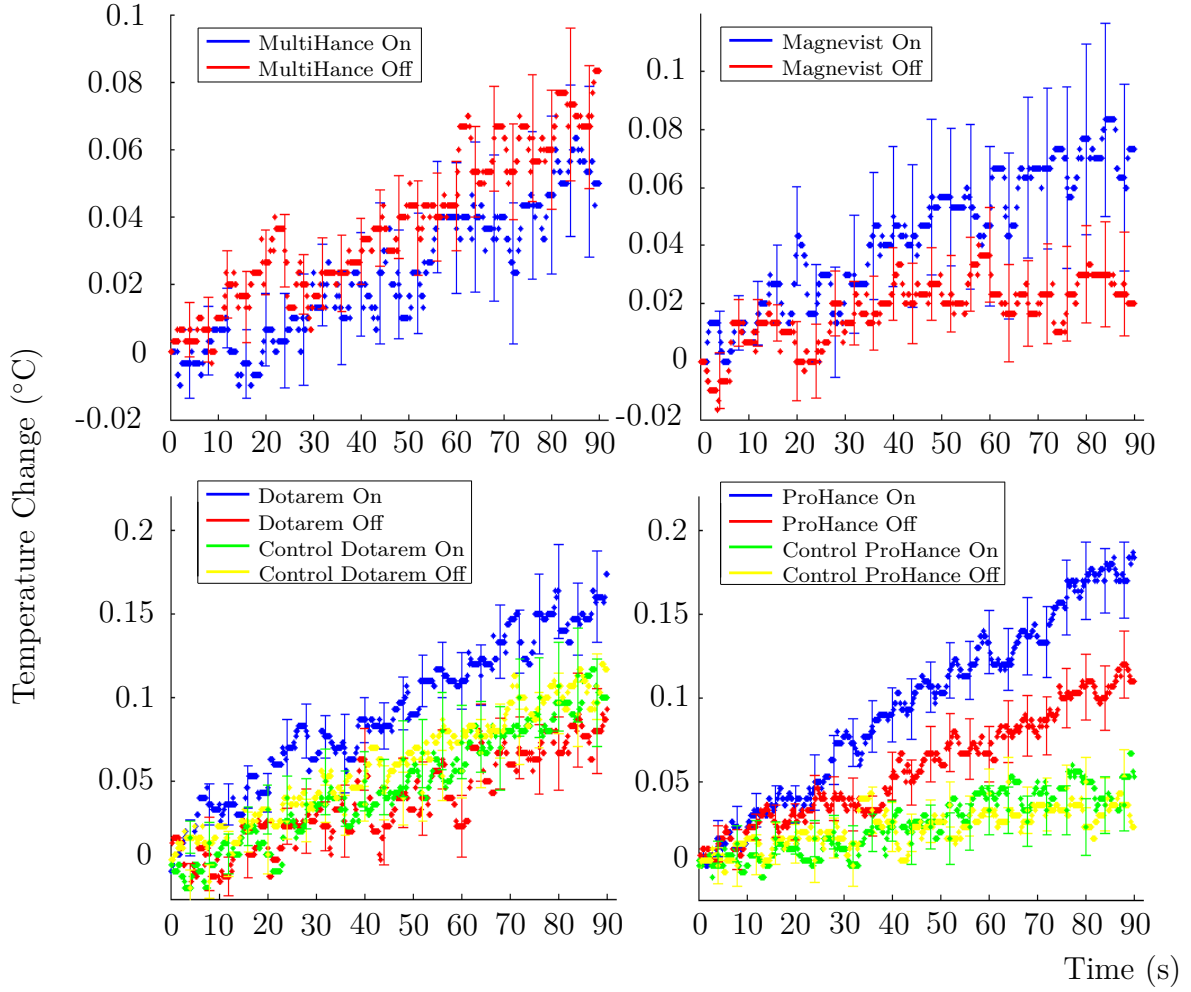 0.1
0.08
0.06
0.04
0.02
0
-0.02
MultiHance On
MultiHance Off
0 10 20 30 40 50 60 70 80 90
0.1
0.08
0.06
0.04
0.02
0
-0.02
Magnevist On
Magnevist Off
0 10 20 30 40 50 60 70 80 90
Temperature Change (°C)
0.2
0.15
0.1
0.05
0
Dotarem On
Dotarem Off
Control Dotarem On
Control Dotarem Off
0 10 20 30 40 50 60 70 80 90
0.2
0.15
0.1
0.05
0
ProHance On
ProHance Off
Control ProHance On
Control ProHance Off
0 10 20 30 40 50 60 70 80 90
Time (s)